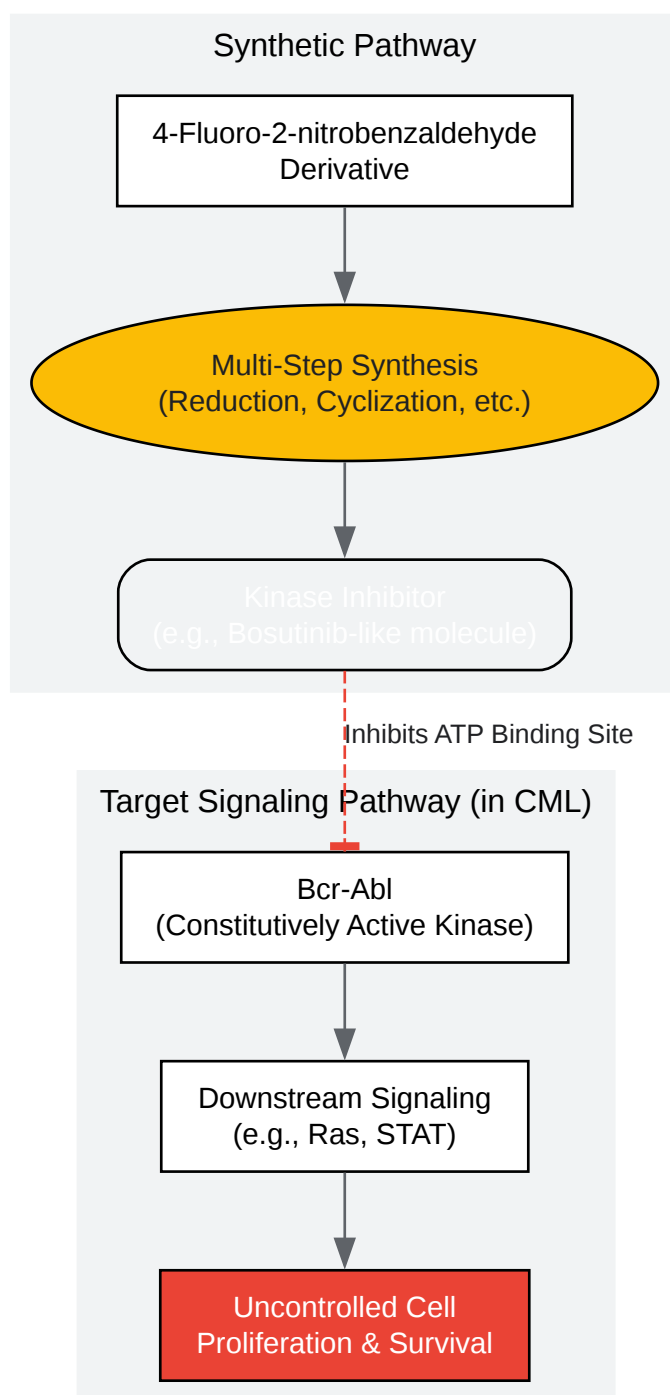 Synthetic Pathway
4-Fluoro-2-nitrobenzaldehyde
Derivative
Multi-Step Synthesis
(Reduction, Cyclization, etc.)
Kinase Inhibitor
(e.g., Bosutinib-like molecule)
Inhibits ATP Binding Site
Target Signaling Pathway (in CML)
Bcr-Abl
(Constitutively Active Kinase)
Downstream Signaling
(e.g., Ras, STAT)
Uncontrolled Cell
Proliferation & Survival